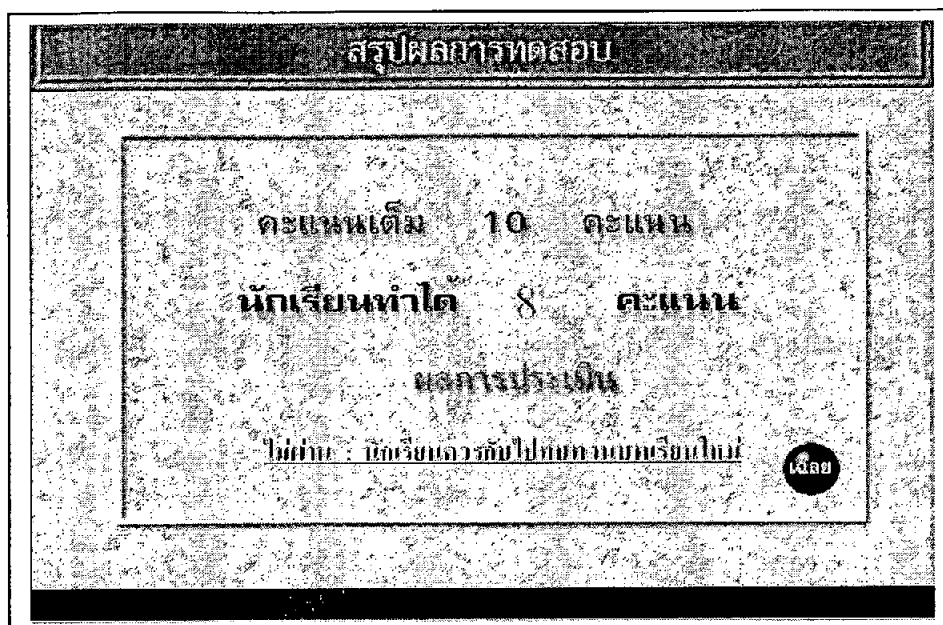 สรุปผลการทดสอบ
คะแนนเต็ม 10 คะแนน
นักเรียนทำได้ 8 คะแนน
ผลการประเมิน
ไม่ผ่าน : นักเรียนควรกลับไปทบทวนบทเรียนใหม่
เฉลย